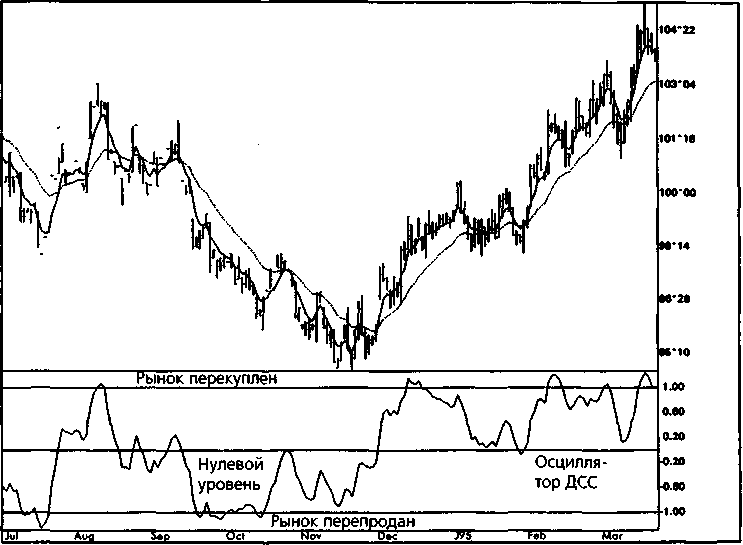 104"22
103"04
101"18
100"00
98"14
96"28
95"10
Рынок перекуплен
1.00
0.60
0.20
Нулевой
уровень
Осцилля-
тор ДСС
-0.20
-0.60
-1.00
Рынок перепродан
Jul Aug Sep Oct Nov Dec J95 Feb Mar